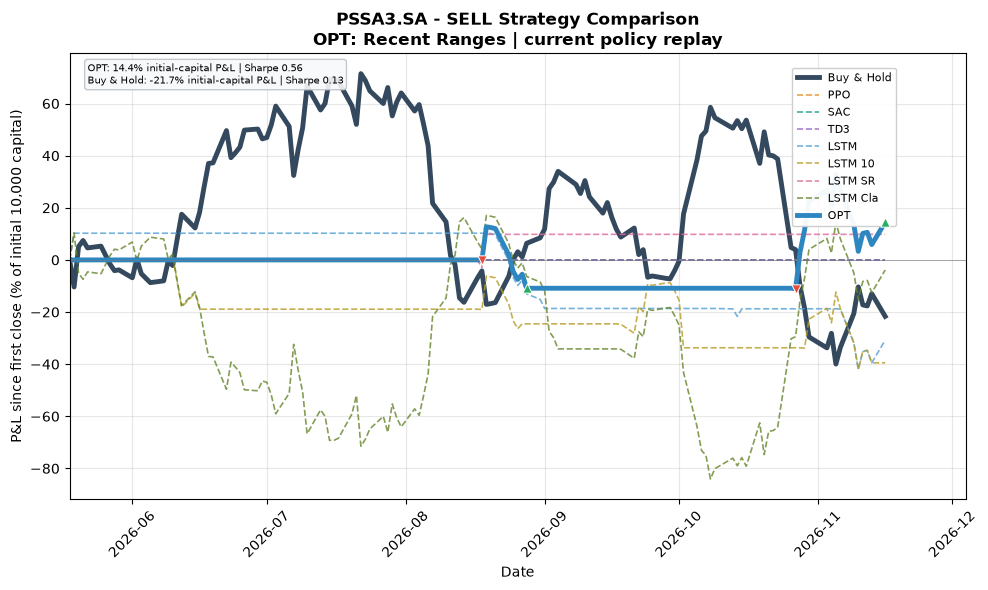 PSSA3.SA - SELL Strategy Comparison
OPT: Recent Ranges | current policy replay
OPT: 14.4% initial-capital P&L | Sharpe 0.56
Buy & Hold: -21.7% initial-capital P&L | Sharpe 0.13
Buy & Hold
PPO
SAC
TD3
LSTM
LSTM 10
LSTM SR
LSTM Cla
OPT
P&L since first close (% of initial 10,000 capital)
60
40
20
0
−20
−40
−60
−80
2026-06
2026-07
2026-08
2026-09
2026-10
2026-11
2026-12
Date